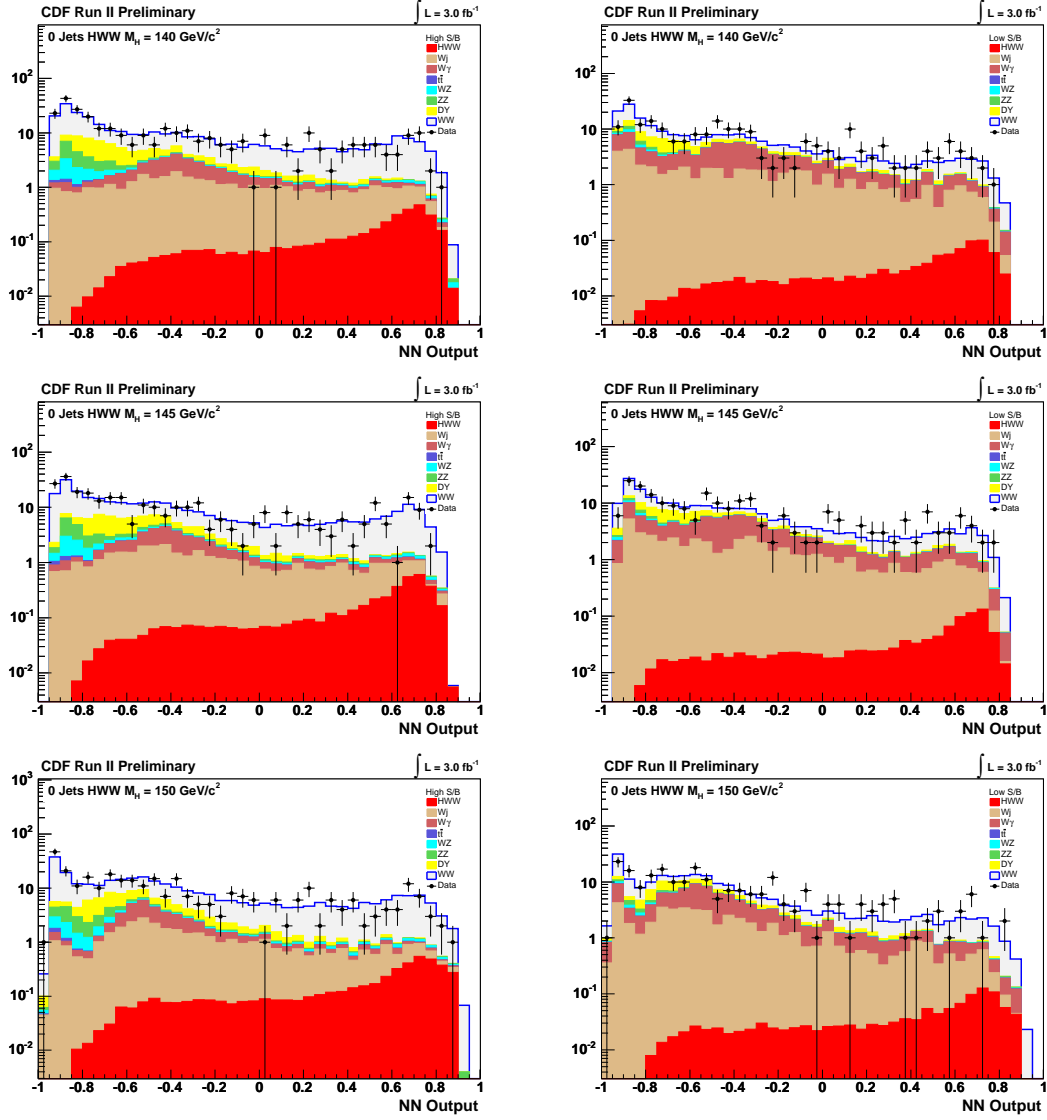 CDF Run II Preliminary ∫ L = 3.0 fb⁻¹
0 Jets HWW M_H = 140 GeV/c²
High S/B
HWW
Wj
Wγ
tt̄
WZ
ZZ
DY
WW
Data
10²
10
1
10⁻¹
10⁻²
-1 -0.8 -0.6 -0.4 -0.2 0 0.2 0.4 0.6 0.8 1
NN Output
CDF Run II Preliminary ∫ L = 3.0 fb⁻¹
0 Jets HWW M_H = 140 GeV/c²
Low S/B
HWW
Wj
Wγ
tt̄
WZ
ZZ
DY
WW
Data
10²
10
1
10⁻¹
10⁻²
-1 -0.8 -0.6 -0.4 -0.2 0 0.2 0.4 0.6 0.8 1
NN Output
CDF Run II Preliminary ∫ L = 3.0 fb⁻¹
0 Jets HWW M_H = 145 GeV/c²
High S/B
HWW
Wj
Wγ
tt̄
WZ
ZZ
DY
WW
Data
10²
10
1
10⁻¹
10⁻²
-1 -0.8 -0.6 -0.4 -0.2 0 0.2 0.4 0.6 0.8 1
NN Output
CDF Run II Preliminary ∫ L = 3.0 fb⁻¹
0 Jets HWW M_H = 145 GeV/c²
Low S/B
HWW
Wj
Wγ
tt̄
WZ
ZZ
DY
WW
Data
10²
10
1
10⁻¹
10⁻²
-1 -0.8 -0.6 -0.4 -0.2 0 0.2 0.4 0.6 0.8 1
NN Output
CDF Run II Preliminary ∫ L = 3.0 fb⁻¹
0 Jets HWW M_H = 150 GeV/c²
High S/B
HWW
Wj
Wγ
tt̄
WZ
ZZ
DY
WW
Data
10³
10²
10
1
10⁻¹
10⁻²
-1 -0.8 -0.6 -0.4 -0.2 0 0.2 0.4 0.6 0.8 1
NN Output
CDF Run II Preliminary ∫ L = 3.0 fb⁻¹
0 Jets HWW M_H = 150 GeV/c²
Low S/B
HWW
Wj
Wγ
tt̄
WZ
ZZ
DY
WW
Data
10²
10
1
10⁻¹
10⁻²
-1 -0.8 -0.6 -0.4 -0.2 0 0.2 0.4 0.6 0.8 1
NN Output